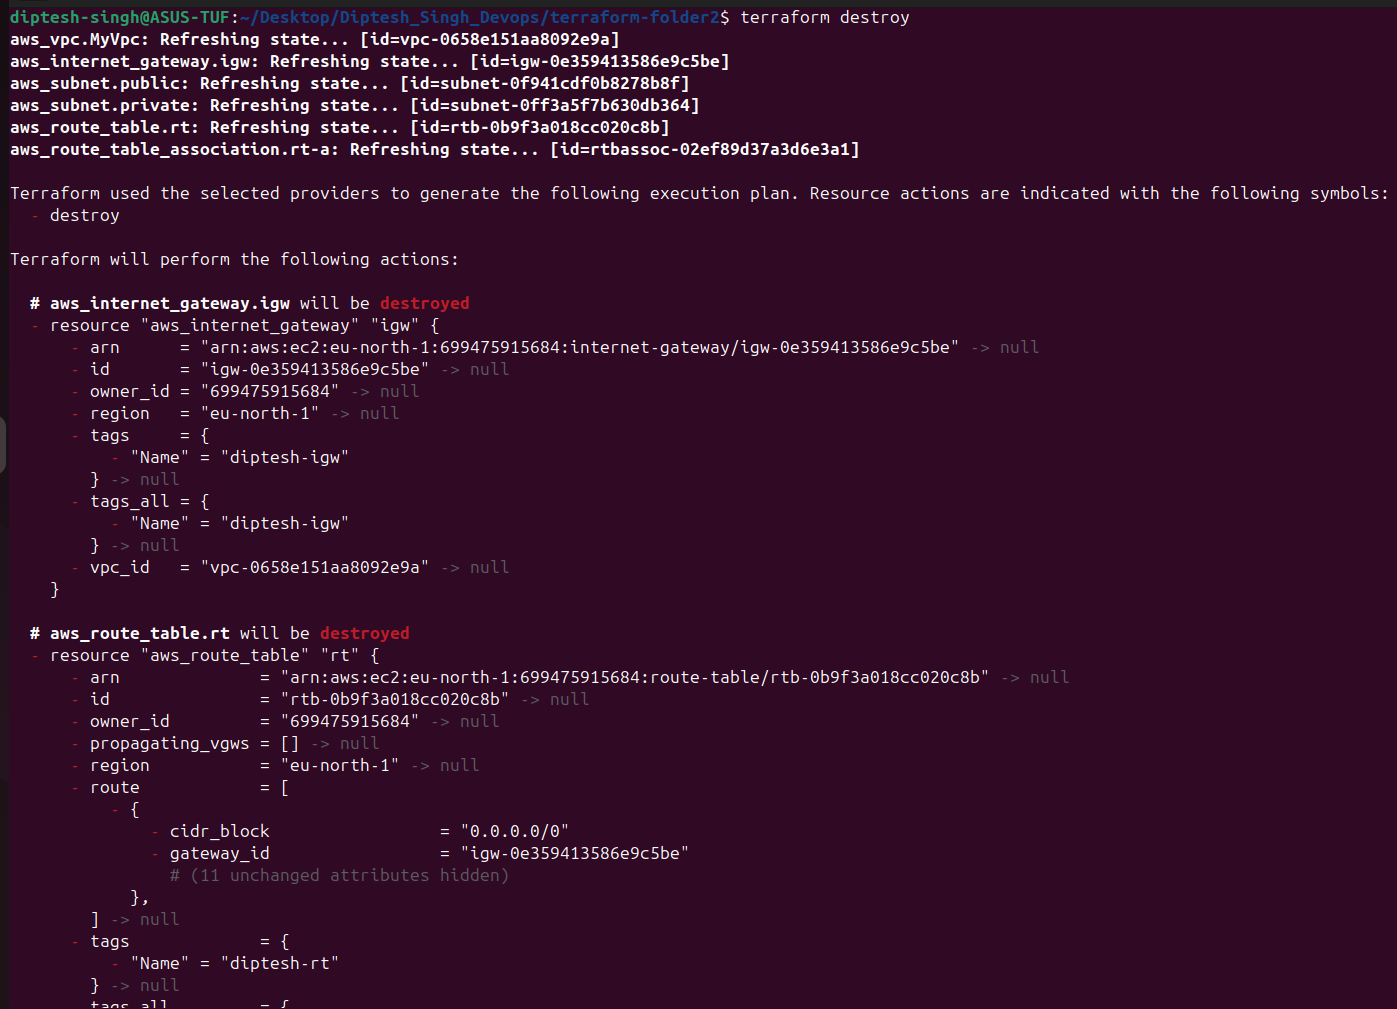 diptesh-singh@ASUS-TUF:~/Desktop/Diptesh_Singh_Devops/terraform-folder2$ terraform destroy
aws_vpc.MyVpc: Refreshing state... [id=vpc-0658e151aa8092e9a]
aws_internet_gateway.igw: Refreshing state... [id=igw-0e359413586e9c5be]
aws_subnet.public: Refreshing state... [id=subnet-0f941cdf0b8278b8f]
aws_subnet.private: Refreshing state... [id=subnet-0ff3a5f7b630db364]
aws_route_table.rt: Refreshing state... [id=rtb-0b9f3a018cc020c8b]
aws_route_table_association.rt-a: Refreshing state... [id=rtbassoc-02ef89d37a3d6e3a1]

Terraform used the selected providers to generate the following execution plan. Resource actions are indicated with the following symbols:
  - destroy

Terraform will perform the following actions:

  # aws_internet_gateway.igw will be destroyed
  - resource "aws_internet_gateway" "igw" {
      - arn      = "arn:aws:ec2:eu-north-1:699475915684:internet-gateway/igw-0e359413586e9c5be" -> null
      - id       = "igw-0e359413586e9c5be" -> null
      - owner_id = "699475915684" -> null
      - region   = "eu-north-1" -> null
      - tags     = {
          - "Name" = "diptesh-igw"
        } -> null
      - tags_all = {
          - "Name" = "diptesh-igw"
        } -> null
      - vpc_id   = "vpc-0658e151aa8092e9a" -> null
    }

  # aws_route_table.rt will be destroyed
  - resource "aws_route_table" "rt" {
      - arn              = "arn:aws:ec2:eu-north-1:699475915684:route-table/rtb-0b9f3a018cc020c8b" -> null
      - id               = "rtb-0b9f3a018cc020c8b" -> null
      - owner_id         = "699475915684" -> null
      - propagating_vgws = [] -> null
      - region           = "eu-north-1" -> null
      - route            = [
          - {
              - cidr_block                 = "0.0.0.0/0"
              - gateway_id                 = "igw-0e359413586e9c5be"
                # (11 unchanged attributes hidden)
            },
        ] -> null
      - tags             = {
          - "Name" = "diptesh-rt"
        } -> null
      - tags_all         = {